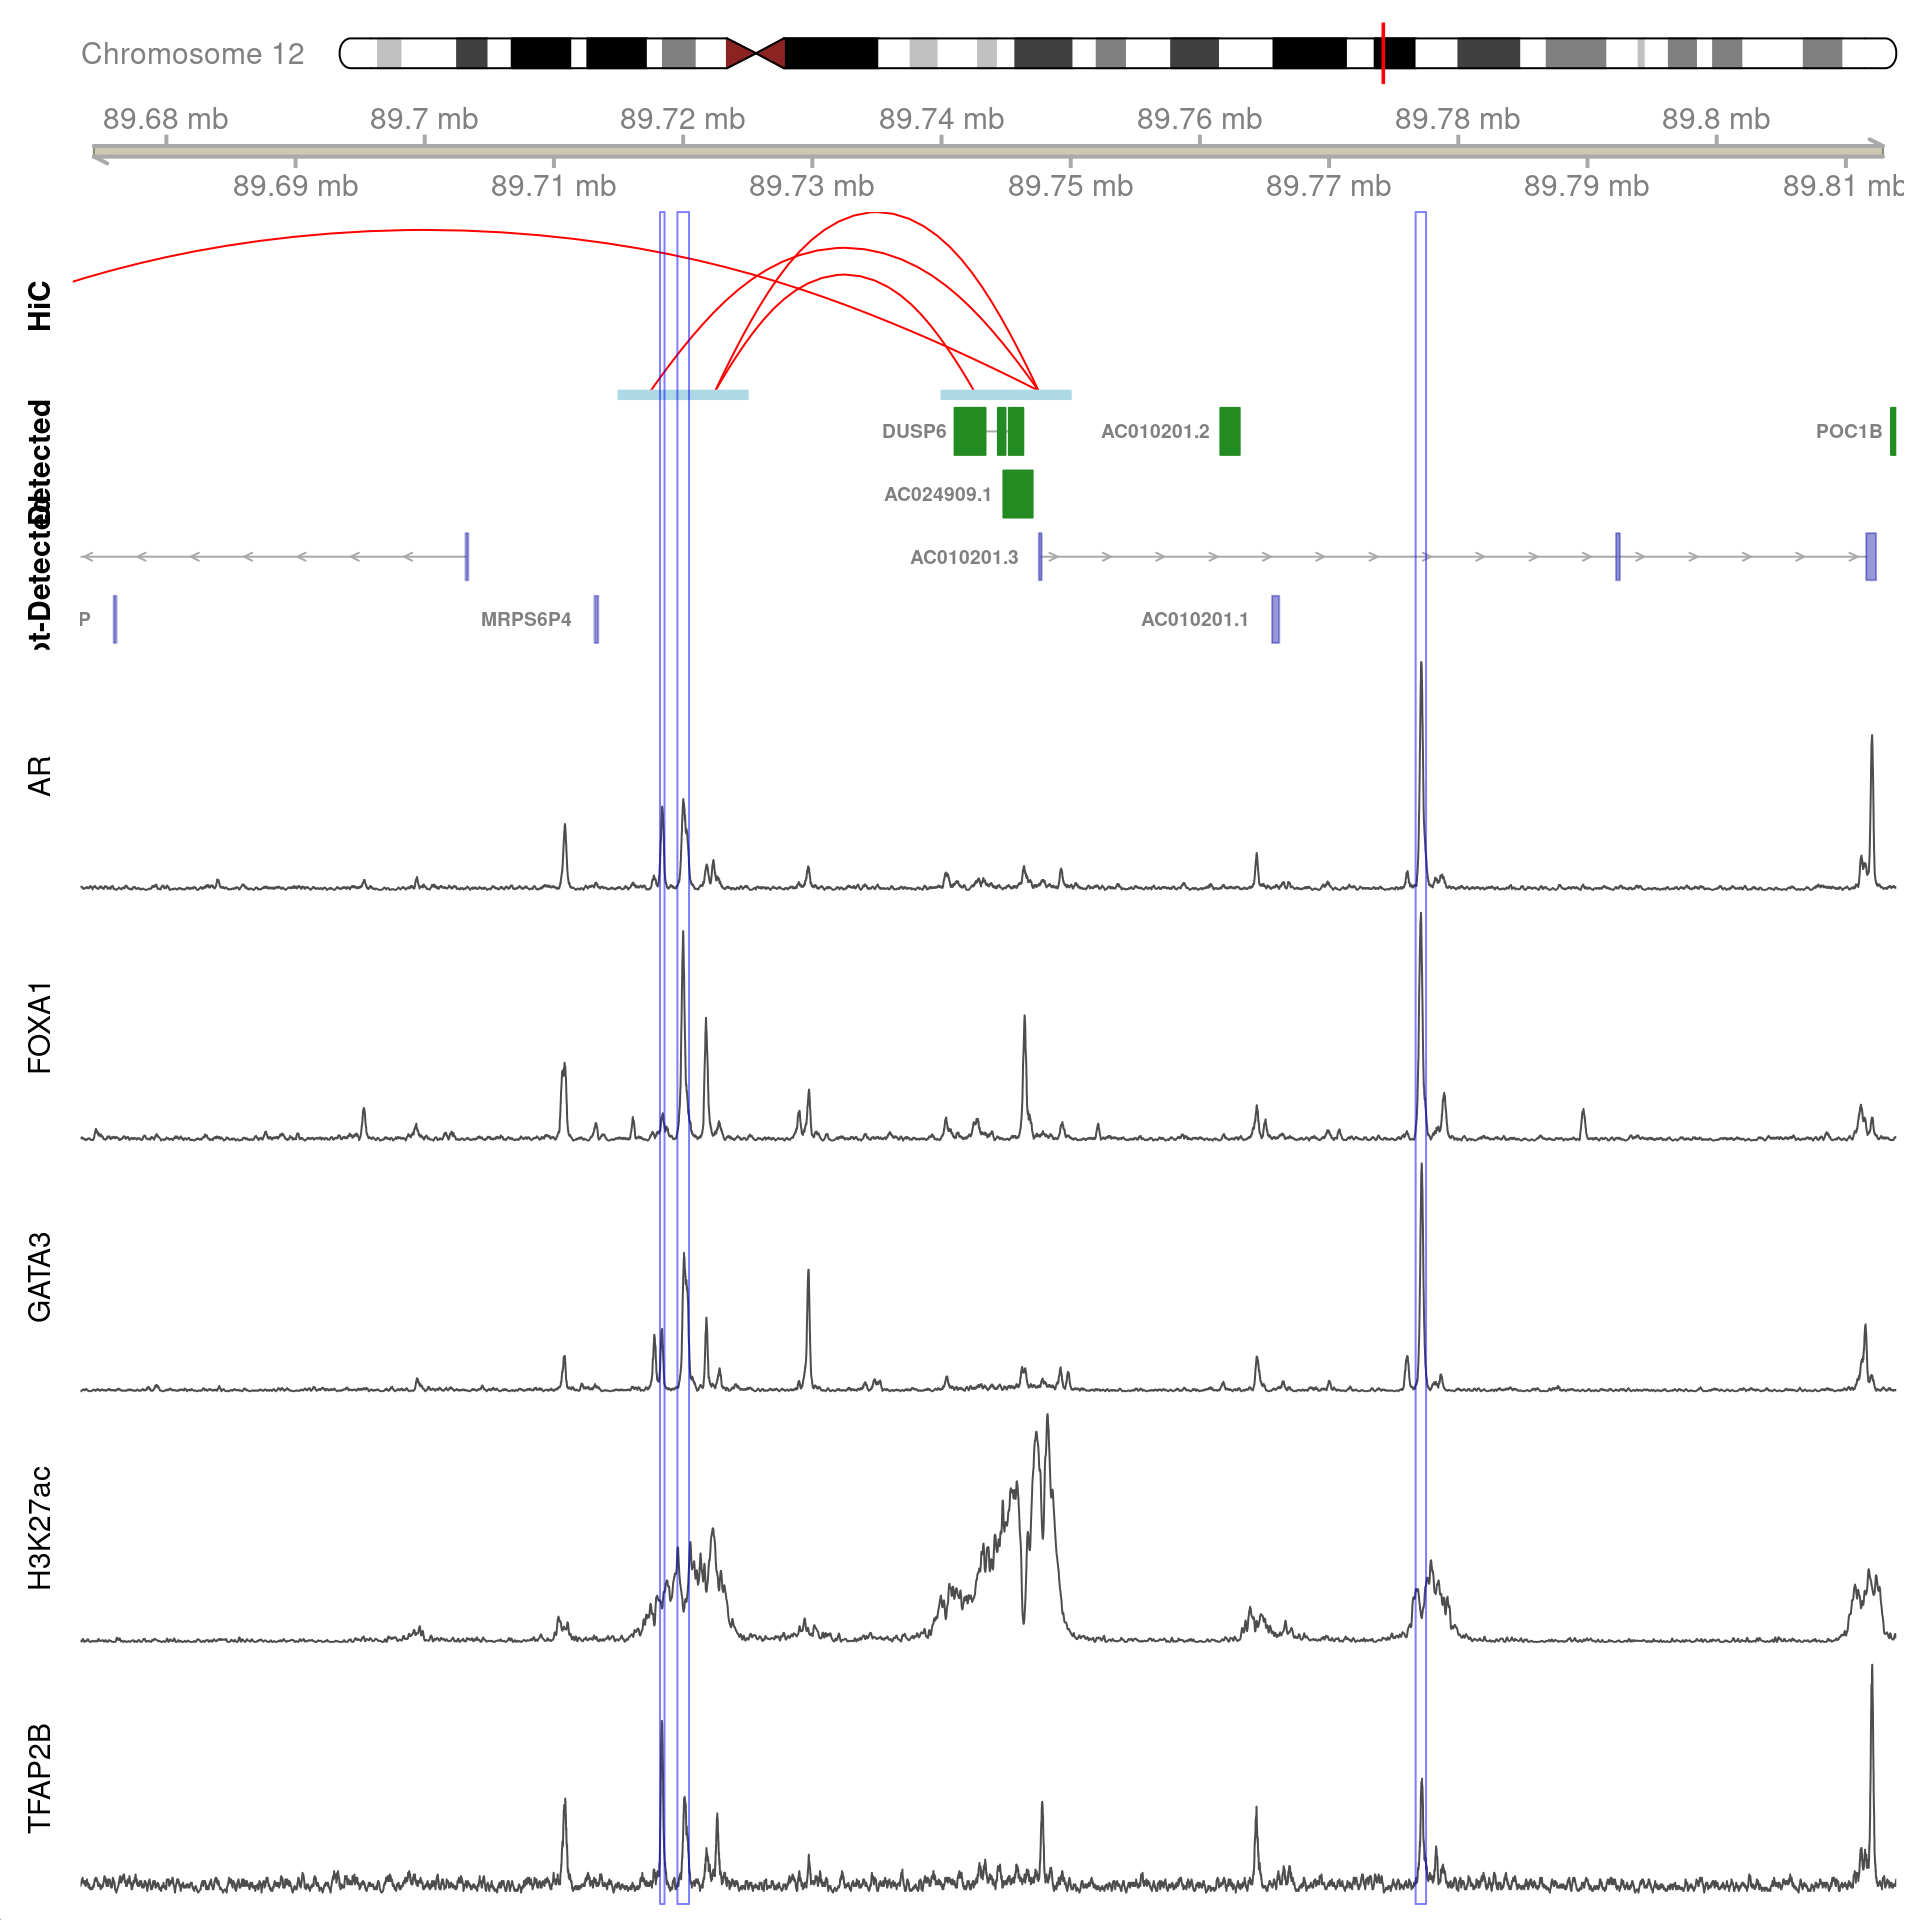 Chromosome 12
89.68 mb 89.7 mb 89.72 mb 89.74 mb 89.76 mb 89.78 mb 89.8 mb
89.69 mb 89.71 mb 89.73 mb 89.75 mb 89.77 mb 89.79 mb 89.81 mb
HiC
Detected
DUSP6 AC010201.2 POC1B
AC024909.1
t-Detected
AC010201.3
P MRPS6P4 AC010201.1
AR
FOXA1
GATA3
H3K27ac
TFAP2B